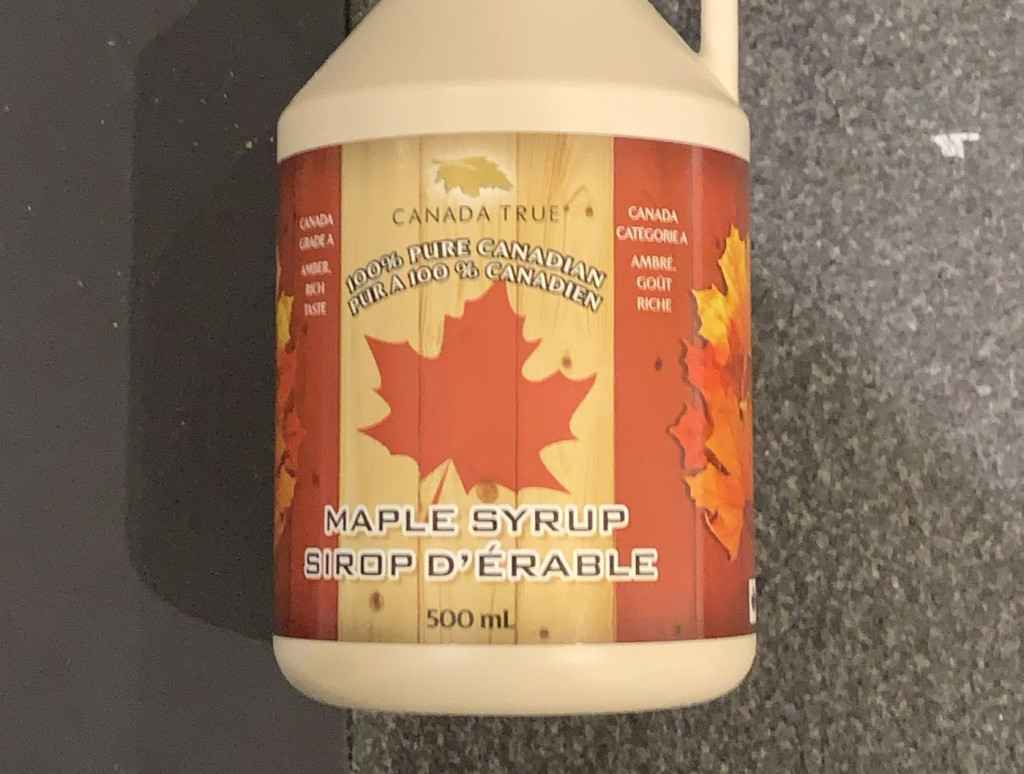 CANADA TRUE®
100% PURE CANADIAN
PUR A 100 % CANADIEN
CANADA
GRADE A
AMBER,
RICH
TASTE
CANADA
CATÉGORIE A
AMBRÉ,
GOÛT
RICHE
MAPLE SYRUP
SIROP D'ÉRABLE
500 mL